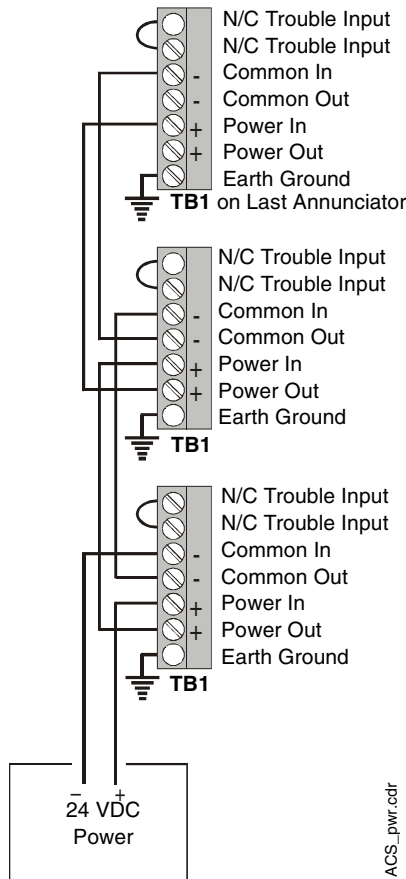 N/C Trouble Input
N/C Trouble Input
- Common In
- Common Out
+ Power In
+ Power Out
Earth Ground
TB1 on Last Annunciator
N/C Trouble Input
N/C Trouble Input
- Common In
- Common Out
+ Power In
+ Power Out
Earth Ground
TB1
N/C Trouble Input
N/C Trouble Input
- Common In
- Common Out
+ Power In
+ Power Out
Earth Ground
TB1
– +
24 VDC
Power
ACS_pwr.cdr